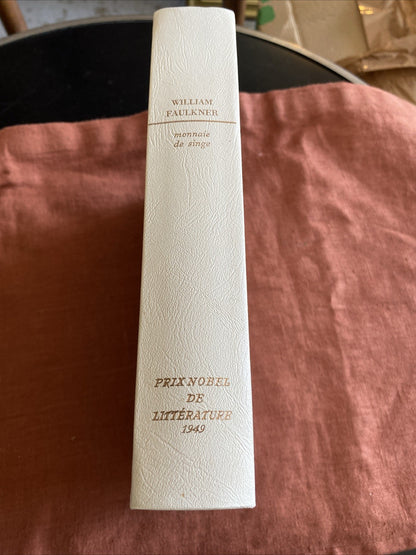 WILLIAM
FAULKNER
monnaie
de singe
PRIX NOBEL
DE
LITTÉRATURE
1949